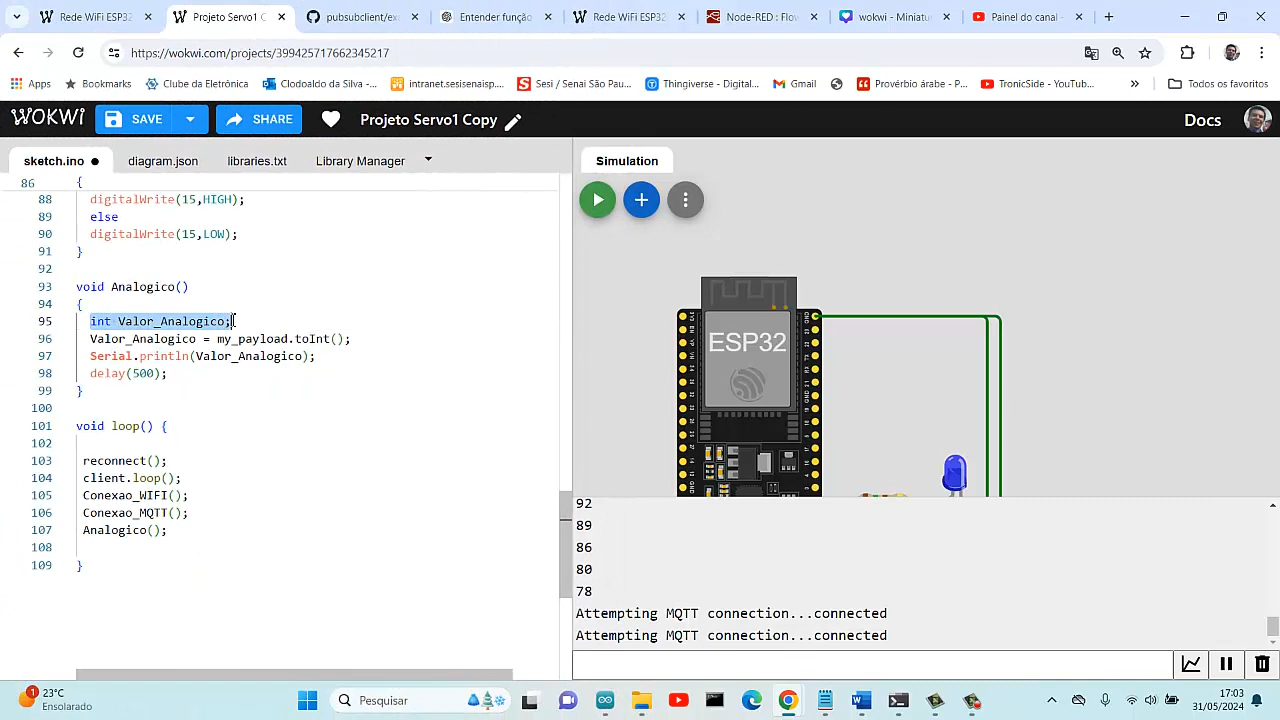 Rede WiFi ESP32
Projeto Servo1 C
pubsubclient/exc
Entender função
Rede WiFi ESP32
Node-RED : Flow
wokwi - Miniatur
Painel do canal -
https://wokwi.com/projects/399425717662345217
Apps
Bookmarks
Clube da Eletrônica
Clodoaldo da Silva -...
intranet.sesisenaisp...
Sesi / Senai São Pau...
Thingiverse - Digital...
Gmail
Provérbio árabe - ?:
TronicSide - YouTub...
»
Todos os favoritos
WOKWi
SAVE
SHARE
Projeto Servo1 Copy
Docs
sketch.ino ●
diagram.json
libraries.txt
Library Manager
Simulation
86 {
88 digitalWrite(15,HIGH);
89 else
90 digitalWrite(15,LOW);
91 }
92
93 void Analogico()
94 {
95 int Valor_Analogico;
96 Valor_Analogico = my_payload.toInt();
97 Serial.println(Valor_Analogico);
98 delay(500);
99 }
100
101 void loop() {
102
103 reconnect();
104 client.loop();
105 Conexao_WIFI();
106 Conexao_MQTT();
107 Analogico();
108
109 }
ESP32
92
89
86
80
78
Attempting MQTT connection...connected
Attempting MQTT connection...connected
1
23°C
Ensolarado
Pesquisar
17:03
31/05/2024